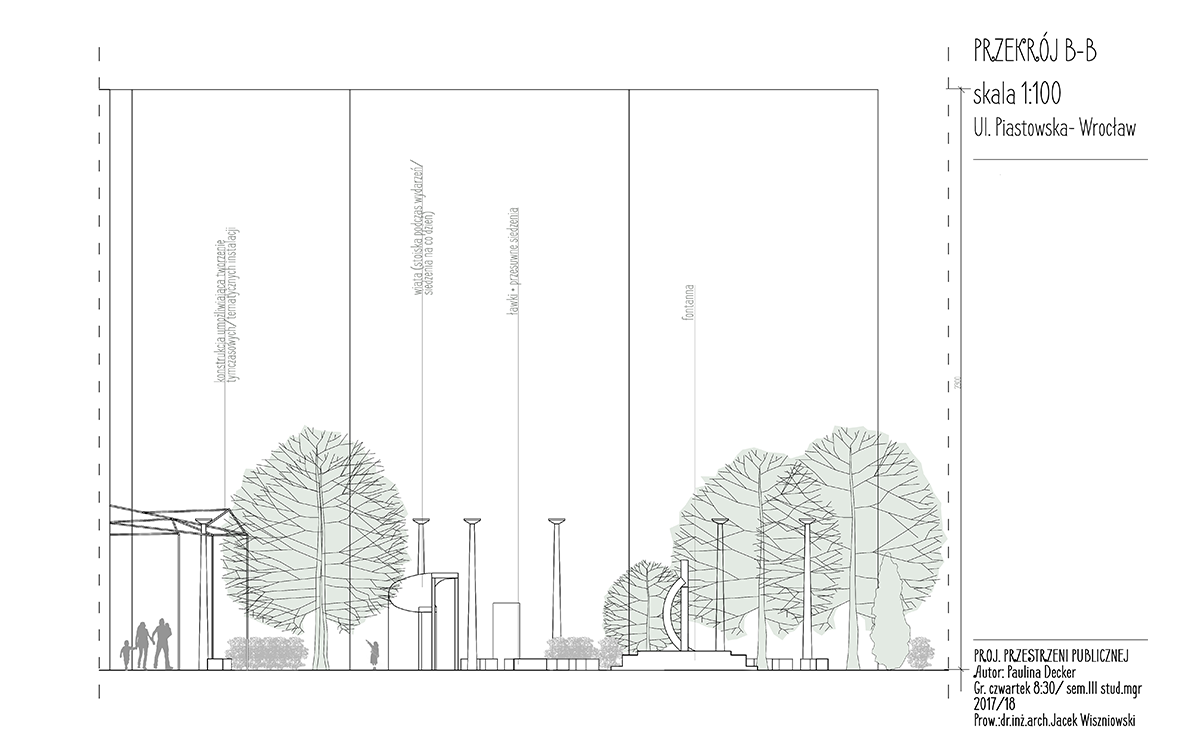 PRZEKRÓJ B-B
skala 1:100
Ul. Piastowska- Wrocław
konstrukcja umożliwiająca tworzenie
tymczasowych/tematycznych instalacji
wiata (stoiska podczas wydarzeń/
siedzenia na co dzień)
ławki + przesuwne siedzenia
fontanna
PROJ. PRZESTRZENI PUBLICZNEJ
Autor: Paulina Decker
Gr. czwartek 8:30/ sem.III stud.mgr
2017/18
Prow.:dr.inż.arch.Jacek Wiszniowski